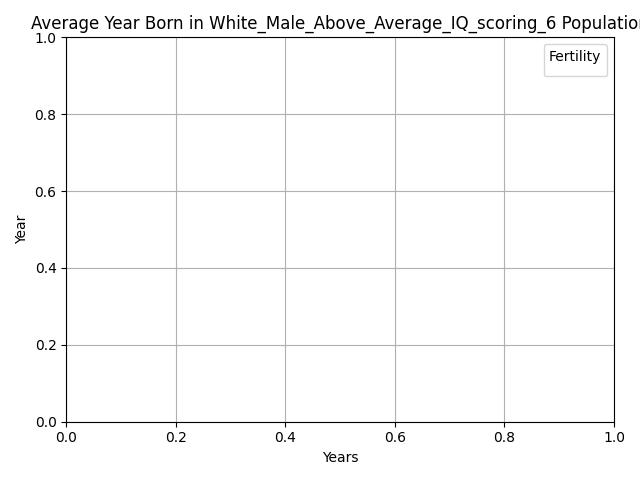 Average Year Born in White_Male_Above_Average_IQ_scoring_6 Population
Fertility
1.0
0.8
0.6
0.4
0.2
0.0
Year
0.0 0.2 0.4 0.6 0.8 1.0
Years